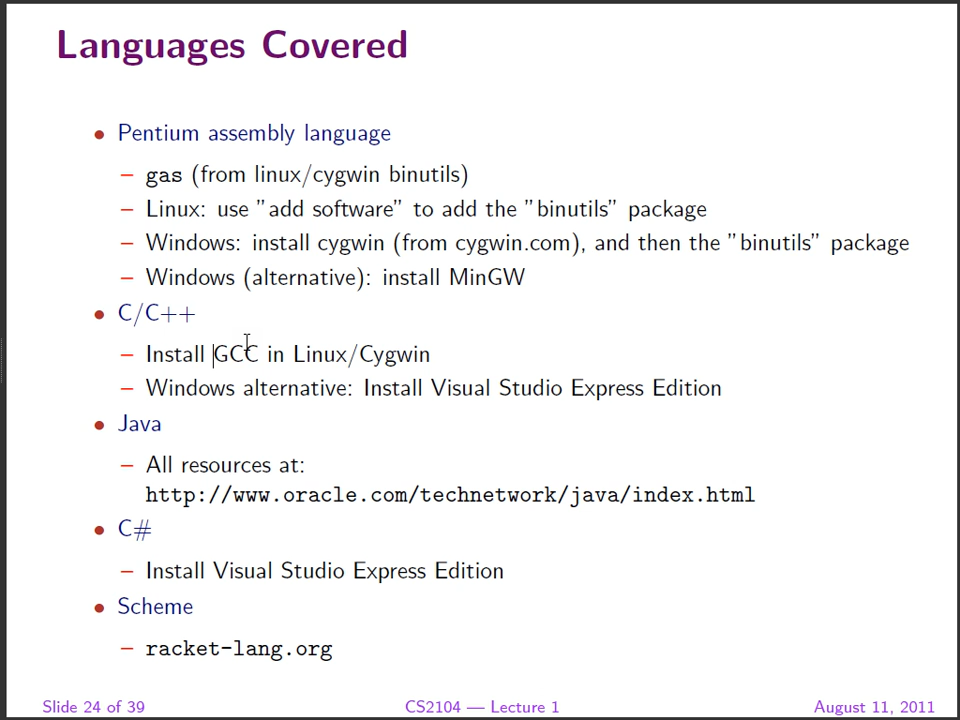 Languages Covered
• Pentium assembly language
– gas (from linux/cygwin binutils)
– Linux: use ”add software” to add the ”binutils” package
– Windows: install cygwin (from cygwin.com), and then the ”binutils” package
– Windows (alternative): install MinGW
• C/C++
– Install GCC in Linux/Cygwin
– Windows alternative: Install Visual Studio Express Edition
• Java
– All resources at:
http://www.oracle.com/technetwork/java/index.html
• C#
– Install Visual Studio Express Edition
• Scheme
– racket-lang.org
Slide 24 of 39 CS2104 — Lecture 1 August 11, 2011